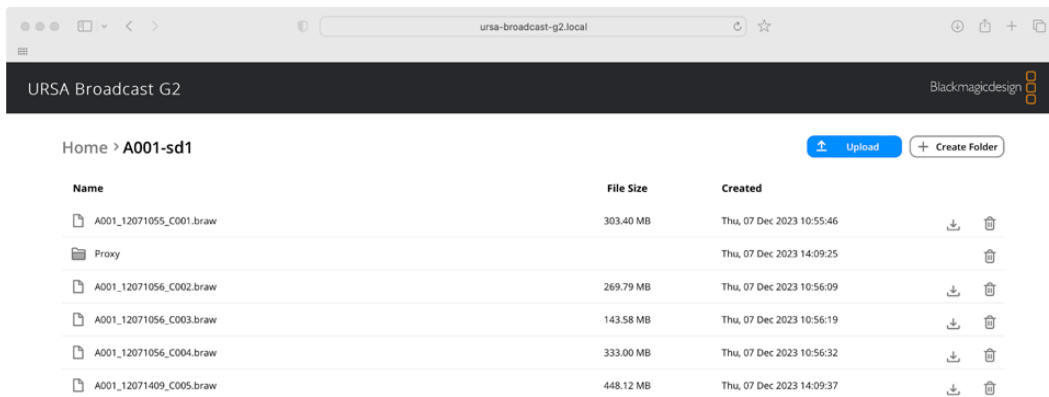 ursa-broadcast-g2.local
URSA Broadcast G2
Blackmagicdesign
Home > A001-sd1
Upload
+ Create Folder
Name File Size Created
A001_12071055_C001.braw 303.40 MB Thu, 07 Dec 2023 10:55:46
Proxy Thu, 07 Dec 2023 14:09:25
A001_12071056_C002.braw 269.79 MB Thu, 07 Dec 2023 10:56:09
A001_12071056_C003.braw 143.58 MB Thu, 07 Dec 2023 10:56:19
A001_12071056_C004.braw 333.00 MB Thu, 07 Dec 2023 10:56:32
A001_12071409_C005.braw 448.12 MB Thu, 07 Dec 2023 14:09:37